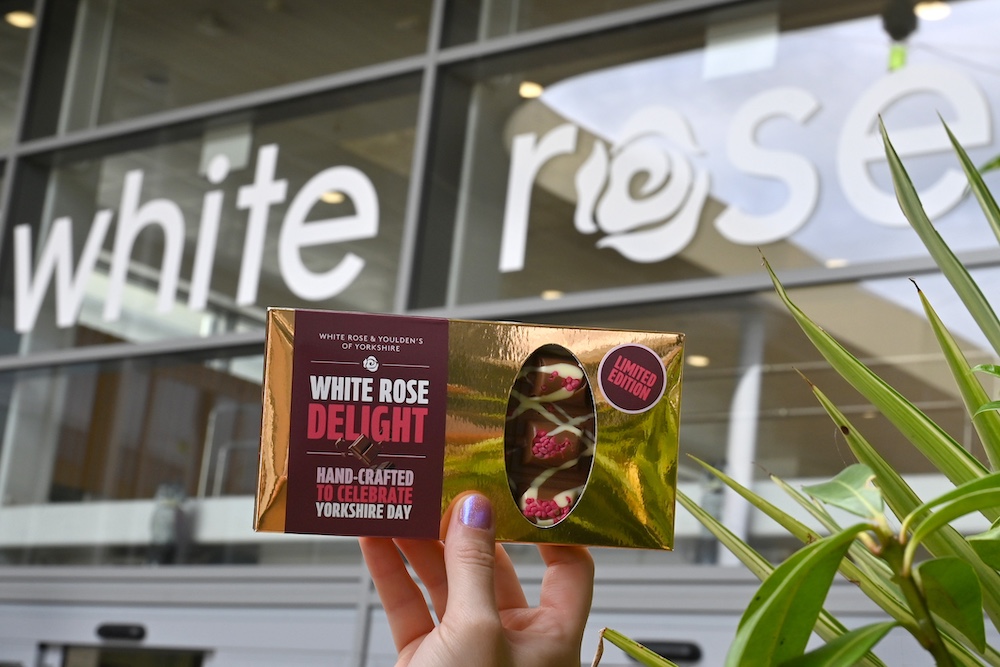 white rose
WHITE ROSE & YOULDEN'S
OF YORKSHIRE
WHITE ROSE
DELIGHT
HAND-CRAFTED
TO CELEBRATE
YORKSHIRE DAY
LIMITED
EDITION